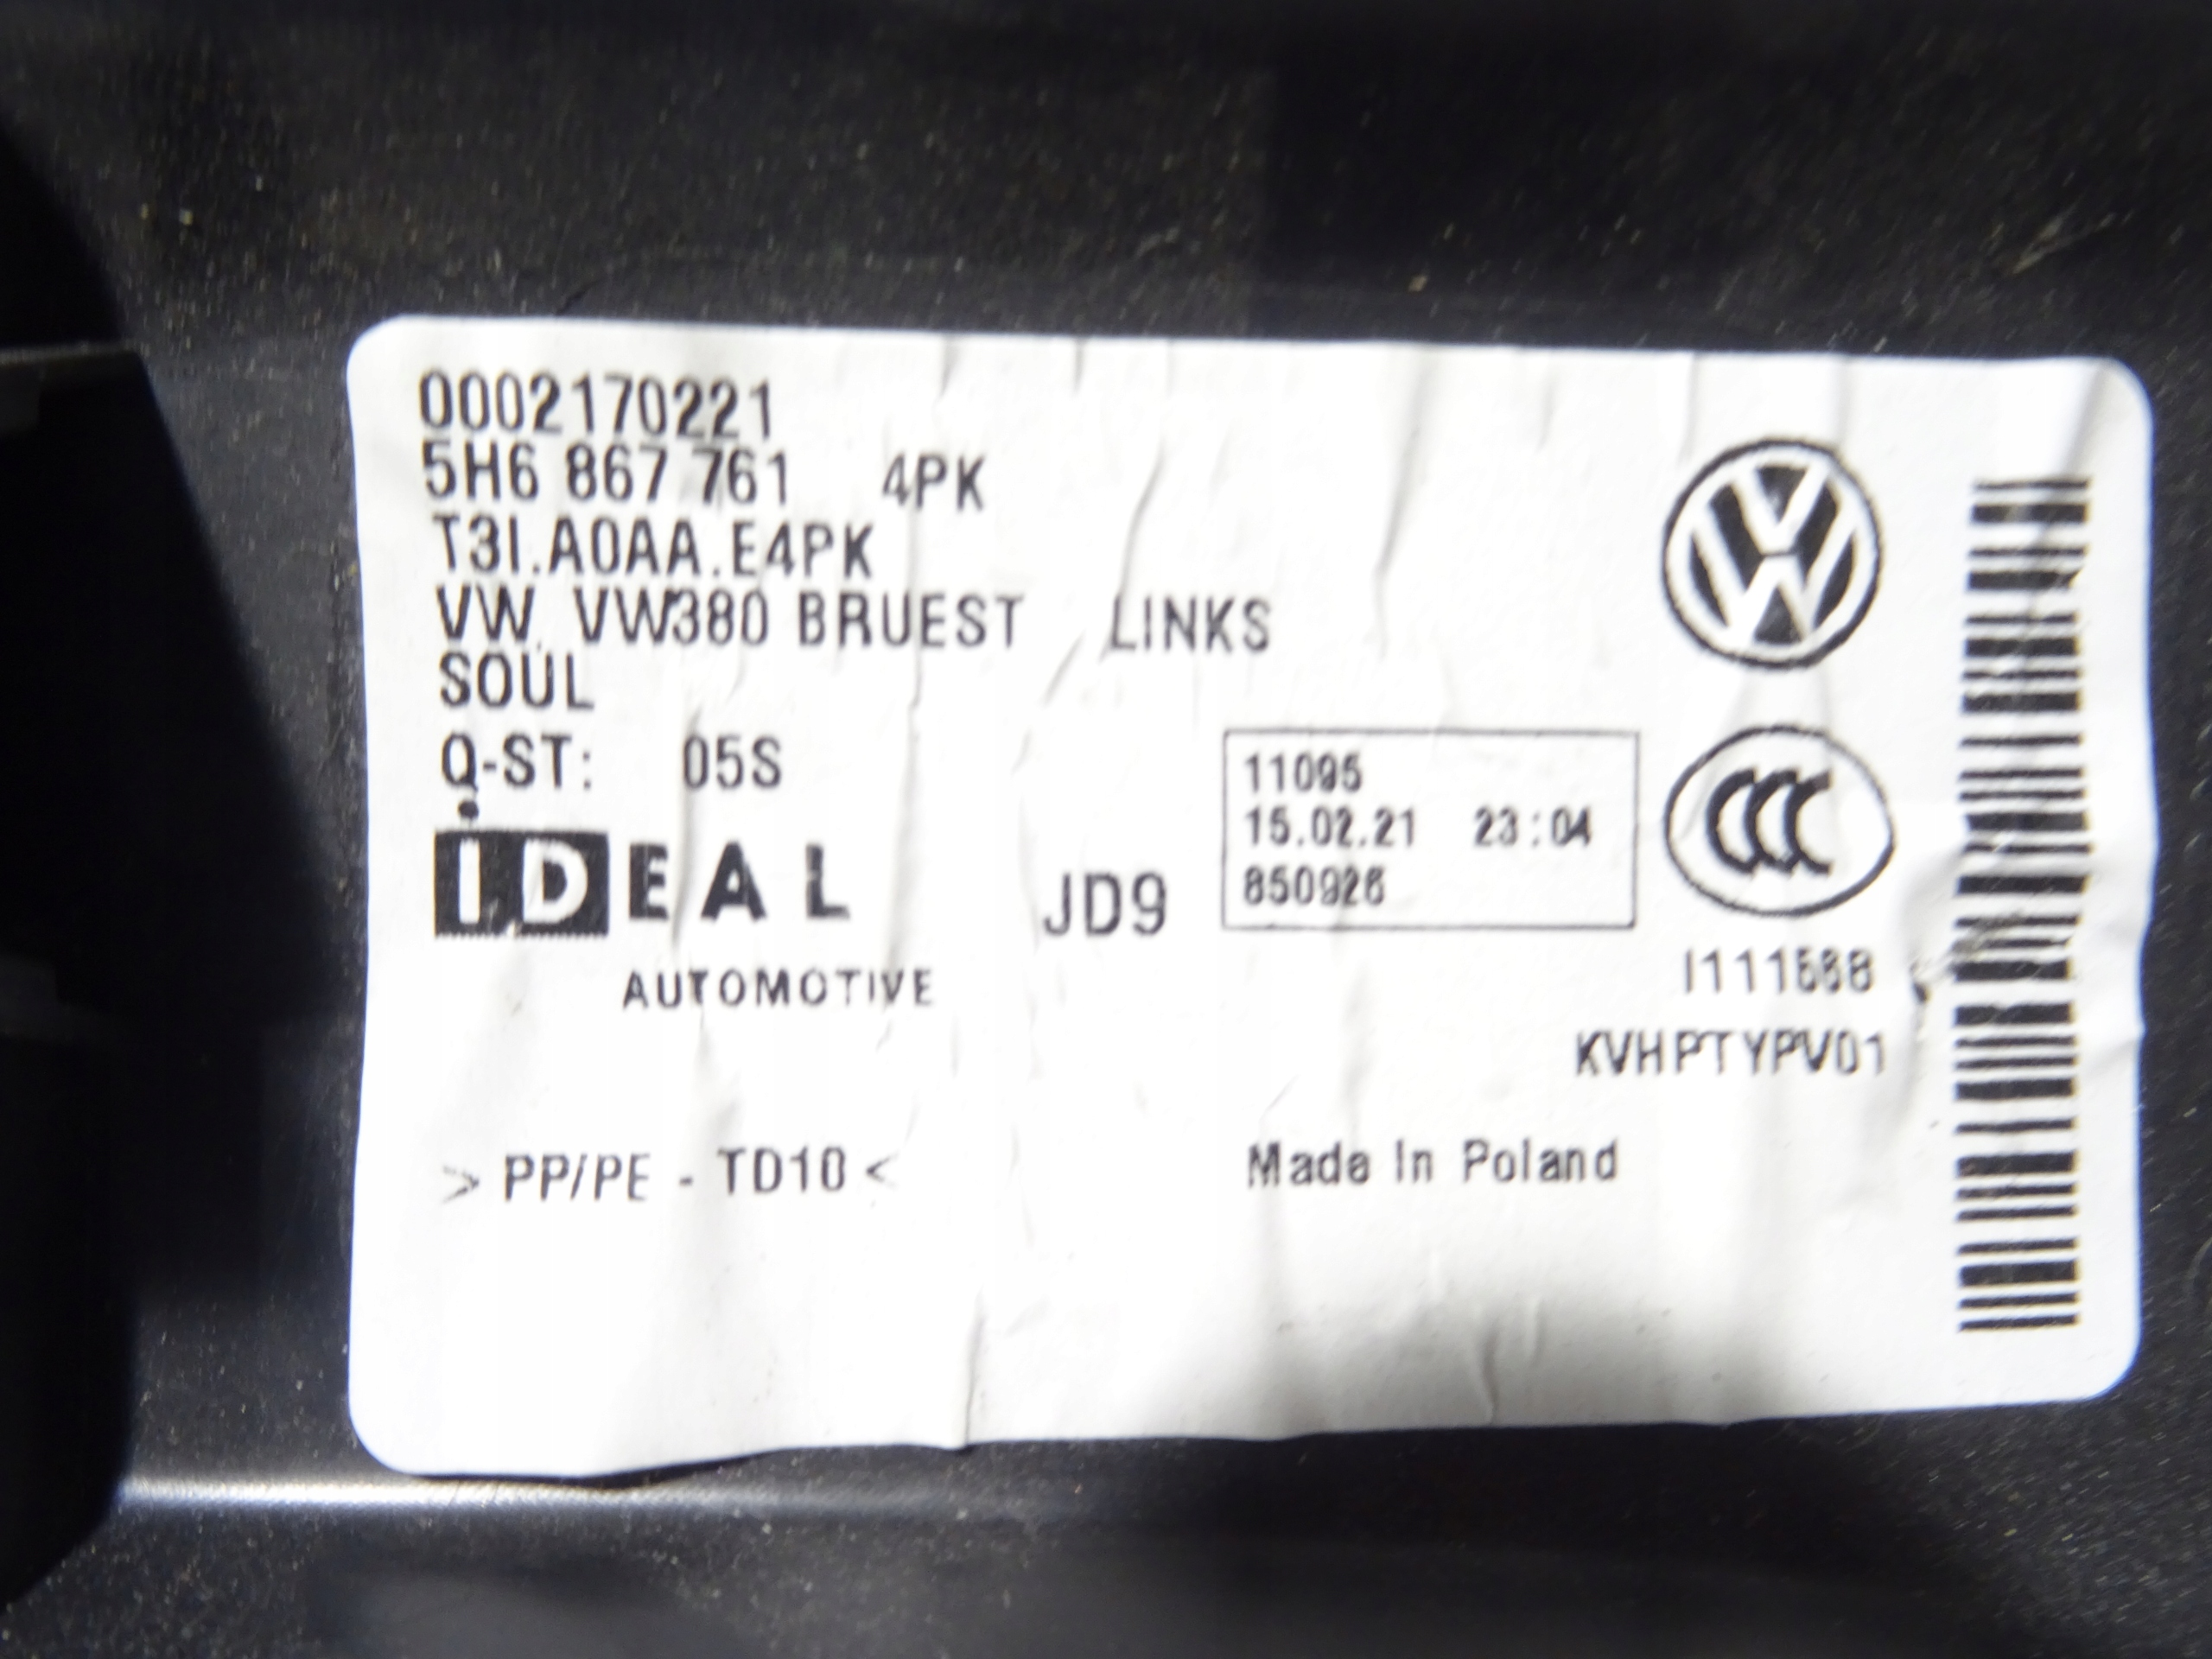 0002170221
5H6 867 761 4PK
T3I.A0AA.E4PK
VW VW380 BRUEST LINKS
SOUL
Q-ST: 05S
IDEAL
AUTOMOTIVE
JD9
11095
15.02.21 23:04
850926
CCC
KVHPTYPV01
> PP/PE - TD10 <
Made In Poland